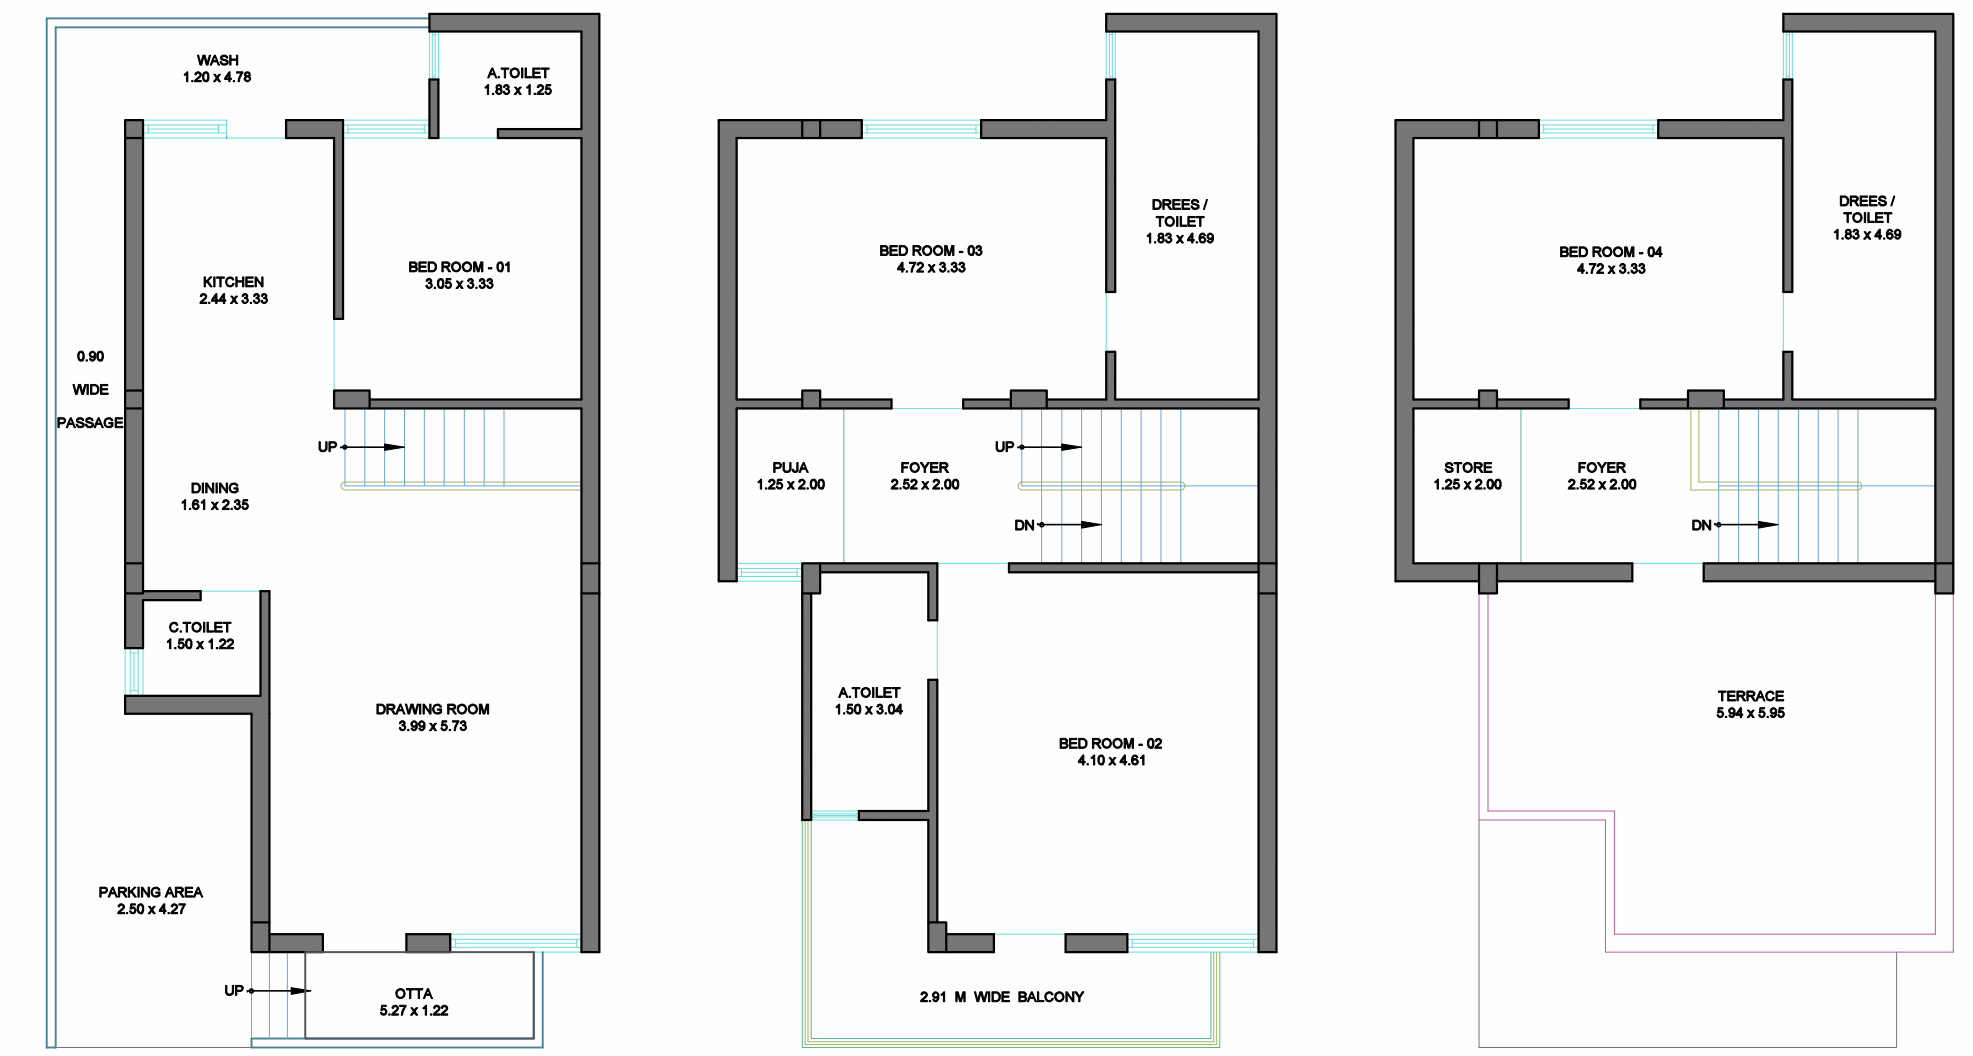 WASH
1.20 x 4.78
A.TOILET
1.83 x 1.25
KITCHEN
2.44 x 3.33
BED ROOM - 01
3.05 x 3.33
0.90
WIDE
PASSAGE
UP
DINING
1.61 x 2.35
C.TOILET
1.50 x 1.22
DRAWING ROOM
3.99 x 5.73
PARKING AREA
2.50 x 4.27
UP
OTTA
5.27 x 1.22
DREES /
TOILET
1.83 x 4.69
BED ROOM - 03
4.72 x 3.33
UP
PUJA
1.25 x 2.00
FOYER
2.52 x 2.00
DN
A.TOILET
1.50 x 3.04
BED ROOM - 02
4.10 x 4.61
2.91 M WIDE BALCONY
DREES /
TOILET
1.83 x 4.69
BED ROOM - 04
4.72 x 3.33
STORE
1.25 x 2.00
FOYER
2.52 x 2.00
DN
TERRACE
5.94 x 5.95